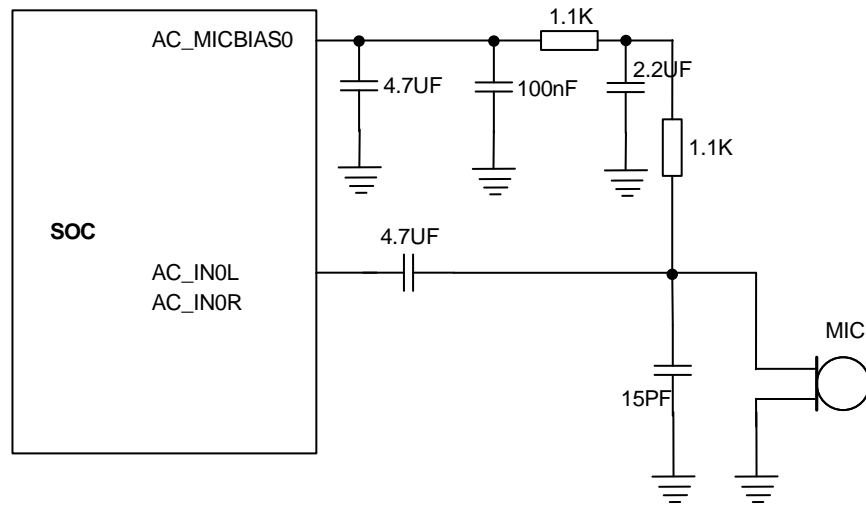 1.1K
AC_MICBIAS0
2.2UF
4.7UF
100nF
1.1K
SOC
4.7UF
AC_IN0L
AC_IN0R
MIC
15PF